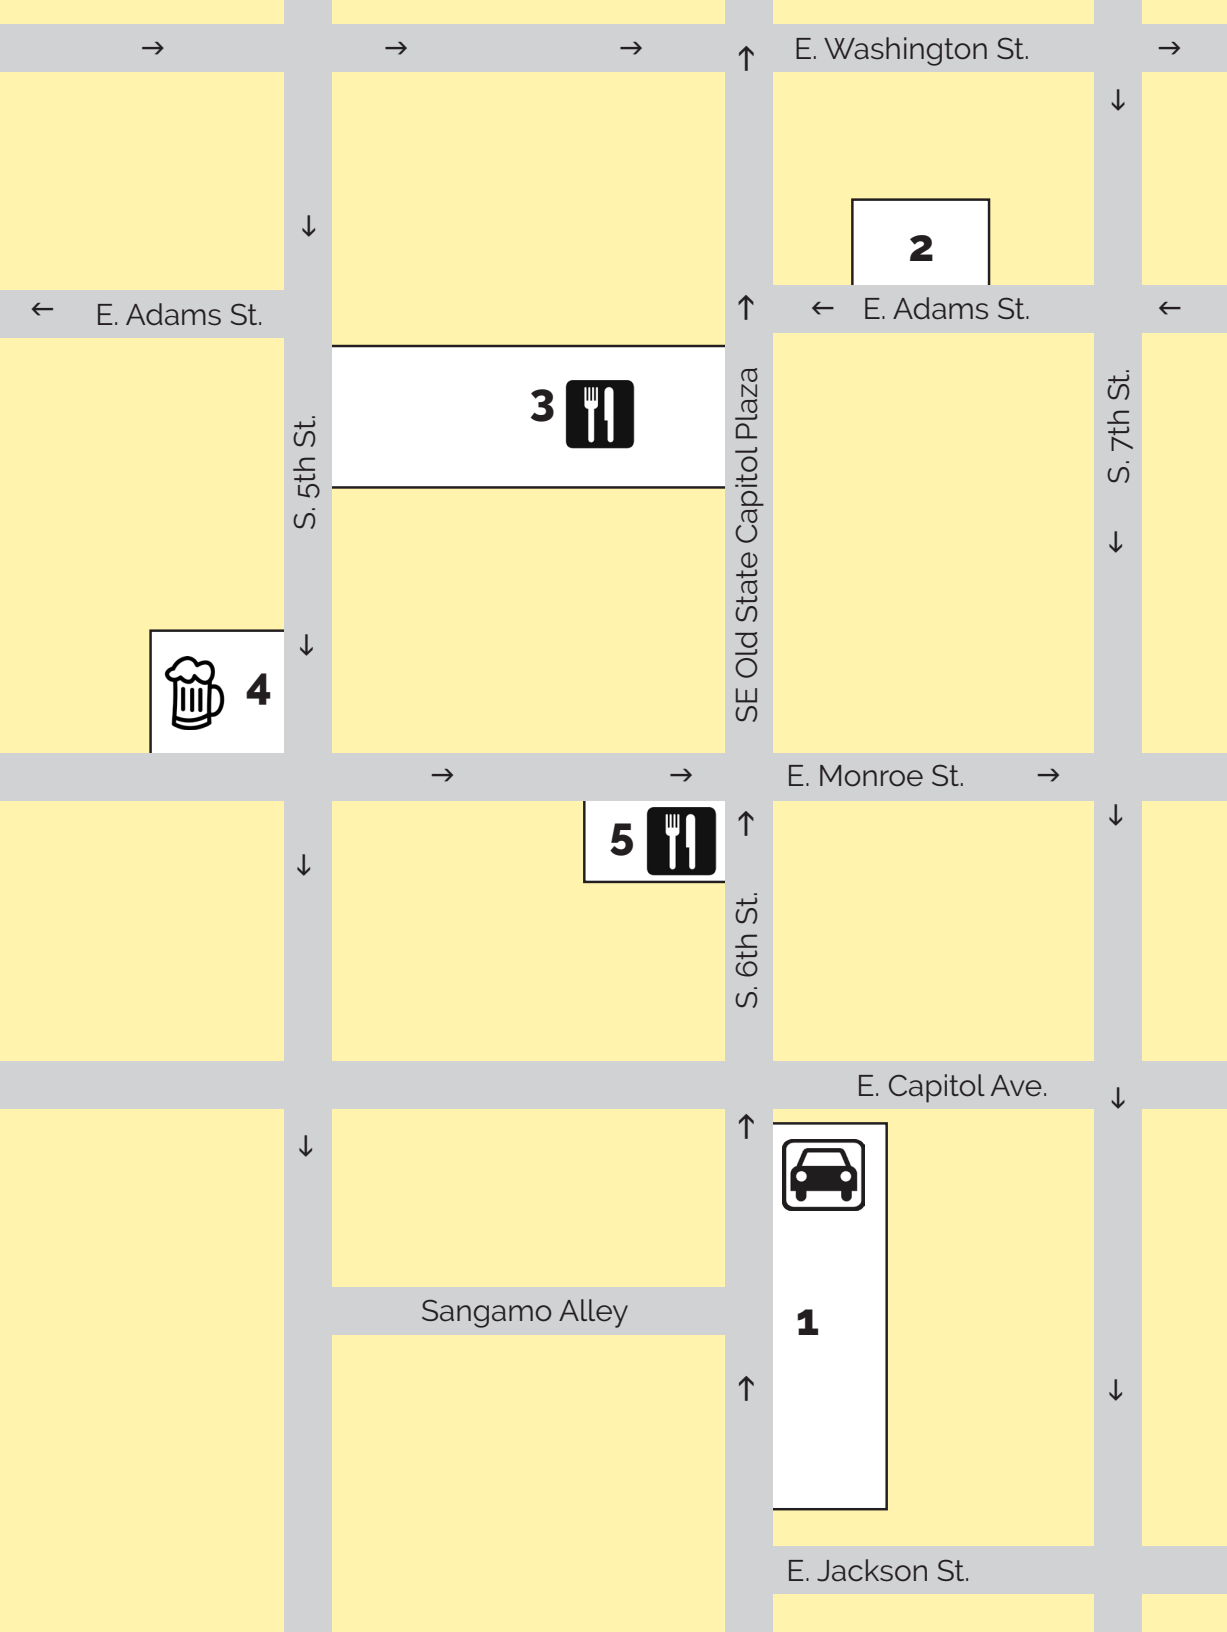 E. Washington St.
2
E. Adams St.
E. Adams St.
3
S. 5th St.
SE Old State Capitol Plaza
S. 7th St.
4
E. Monroe St.
5
S. 6th St.
E. Capitol Ave.
Sangamo Alley
1
E. Jackson St.